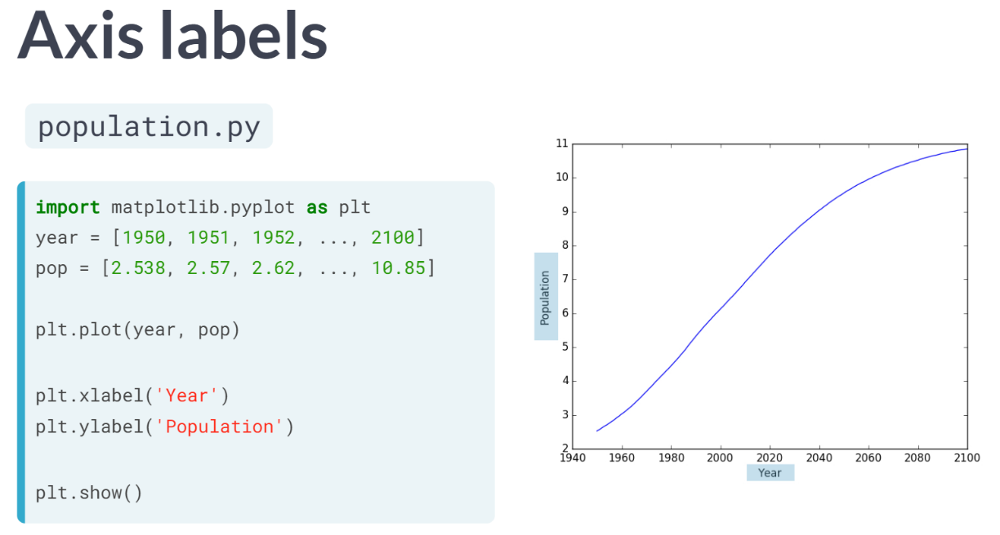 Axis labels
population.py
import matplotlib.pyplot as plt
year = [1950, 1951, 1952, ..., 2100]
pop = [2.538, 2.57, 2.62, ..., 10.85]
plt.plot(year, pop)
plt.xlabel('Year')
plt.ylabel('Population')
plt.show()
11
10
9
8
7
6
5
4
3
2
Population
1940 1960 1980 2000 2020 2040 2060 2080 2100
Year